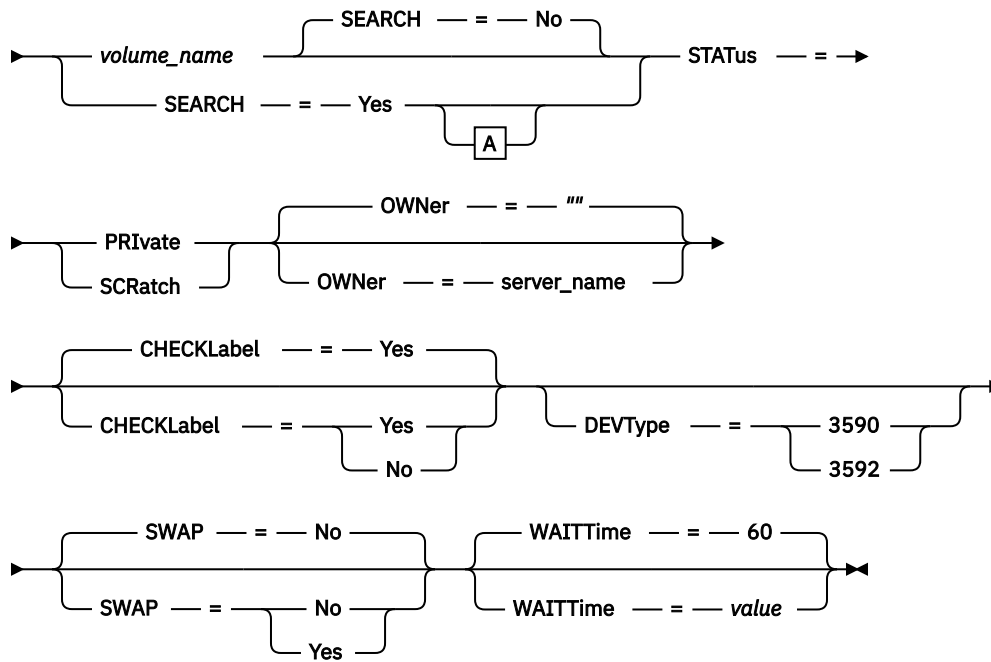 SEARCH = No
volume_name STATus =
SEARCH = Yes
A
OWNer = ""
PRIvate
SCRatch OWNer = server_name
CHECKLabel = Yes
CHECKLabel = Yes DEVType = 3590
No 3592
SWAP = No WAITTime = 60
SWAP = No WAITTime = value
Yes